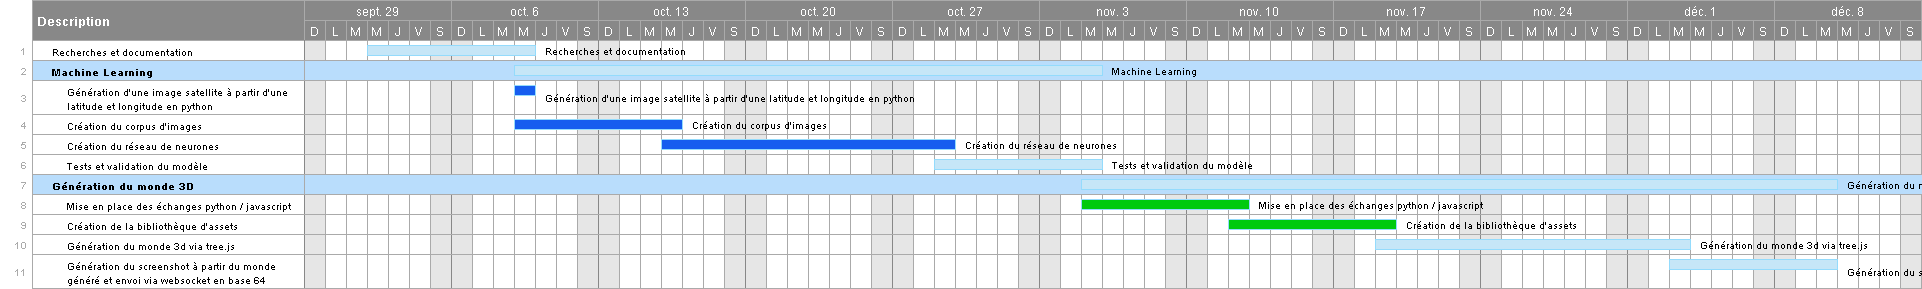 Description
sept. 29 oct. 6 oct. 13 oct. 20 oct. 27 nov. 3 nov. 10 nov. 17 nov. 24 déc. 1 déc. 8
D L M M J V S D L M M J V S D L M M J V S D L M M J V S D L M M J V S D L M M J V S D L M M J V S D L M M J V S D L M M J V S D L M M J V S D L M M J V S
1 Recherches et documentation Recherches et documentation
2 Machine Learning Machine Learning
3 Génération d'une image satellite à partir d'une
latitude et longitude en python Génération d'une image satellite à partir d'une latitude et longitude en python
4 Création du corpus d'images Création du corpus d'images
5 Création du réseau de neurones Création du réseau de neurones
6 Tests et validation du modèle Tests et validation du modèle
7 Génération du monde 3D Génération du
8 Mise en place des échanges python / javascript Mise en place des échanges python / javascript
9 Création de la bibliothèque d'assets Création de la bibliothèque d'assets
10 Génération du monde 3d via tree.js Génération du monde 3d via tree.js
11 Génération du screenshot à partir du monde
généré et envoi via websocket en base 64 Génération du s